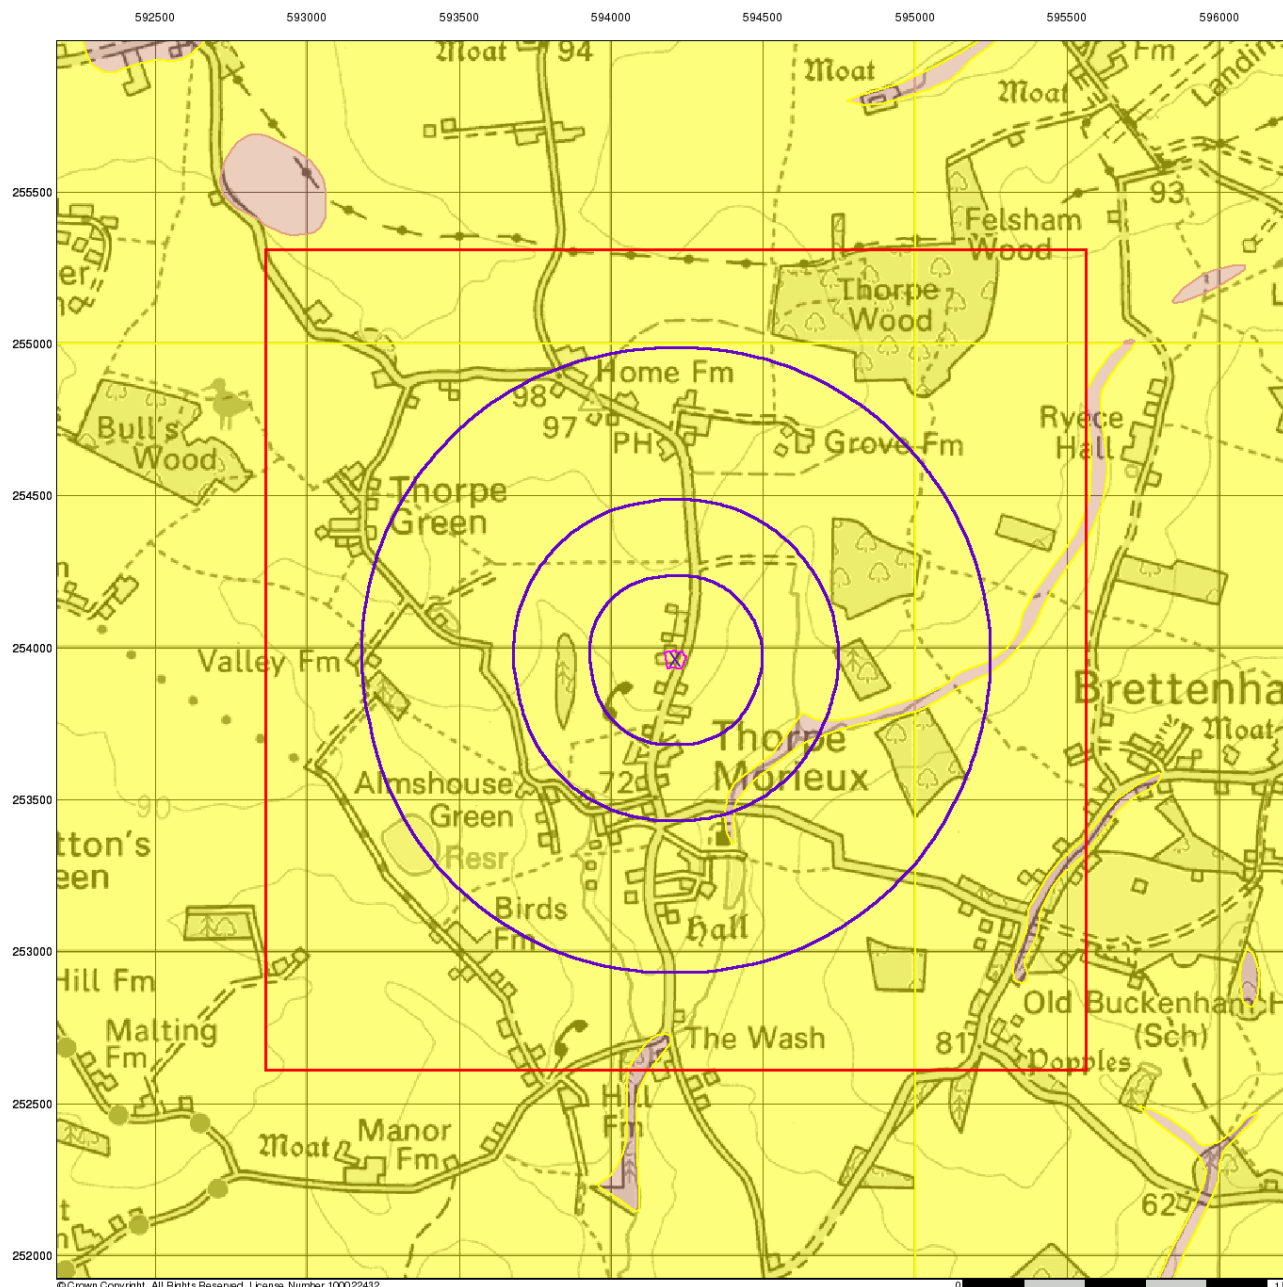 592500 593000 593500 594000 594500 595000 595500 596000
Moat
94
Moat
Moat
Fm
Landin
255500
93
Felsham
Wood
er
Thorpe
Wood
255000
Home Fm
98
97
PH
Grove Fm
Bull's
Wood
Ryece
Hall
254500
Thorpe
Green
254000
Valley Fm
Brettenha
Moat
Thorpe
Morieux
72
Almshouse
Green
253500
90
tton's
een
Resr
Birds
Fm
Hall
253000
Hill Fm
Old Buckenham H
(Sch)
Malting
Fm
The Wash
81
Popples
252500
Hill
Fm
Moat
Manor
Fm
62
252000
© Crown Copyright. All Rights Reserved. License Number 100022432
0